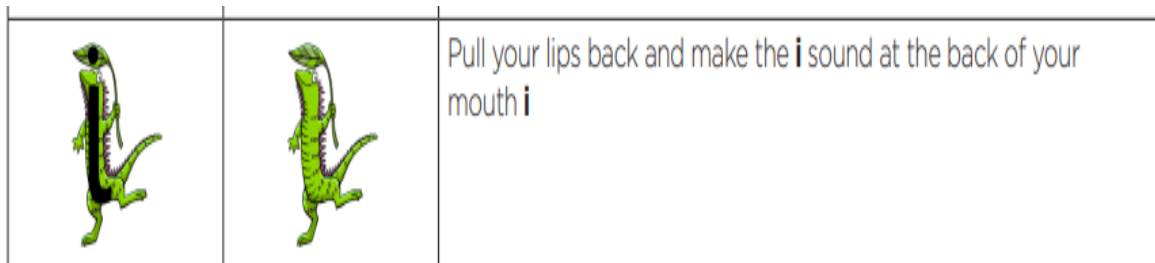 i
Pull your lips back and make the i sound at the back of your
mouth i